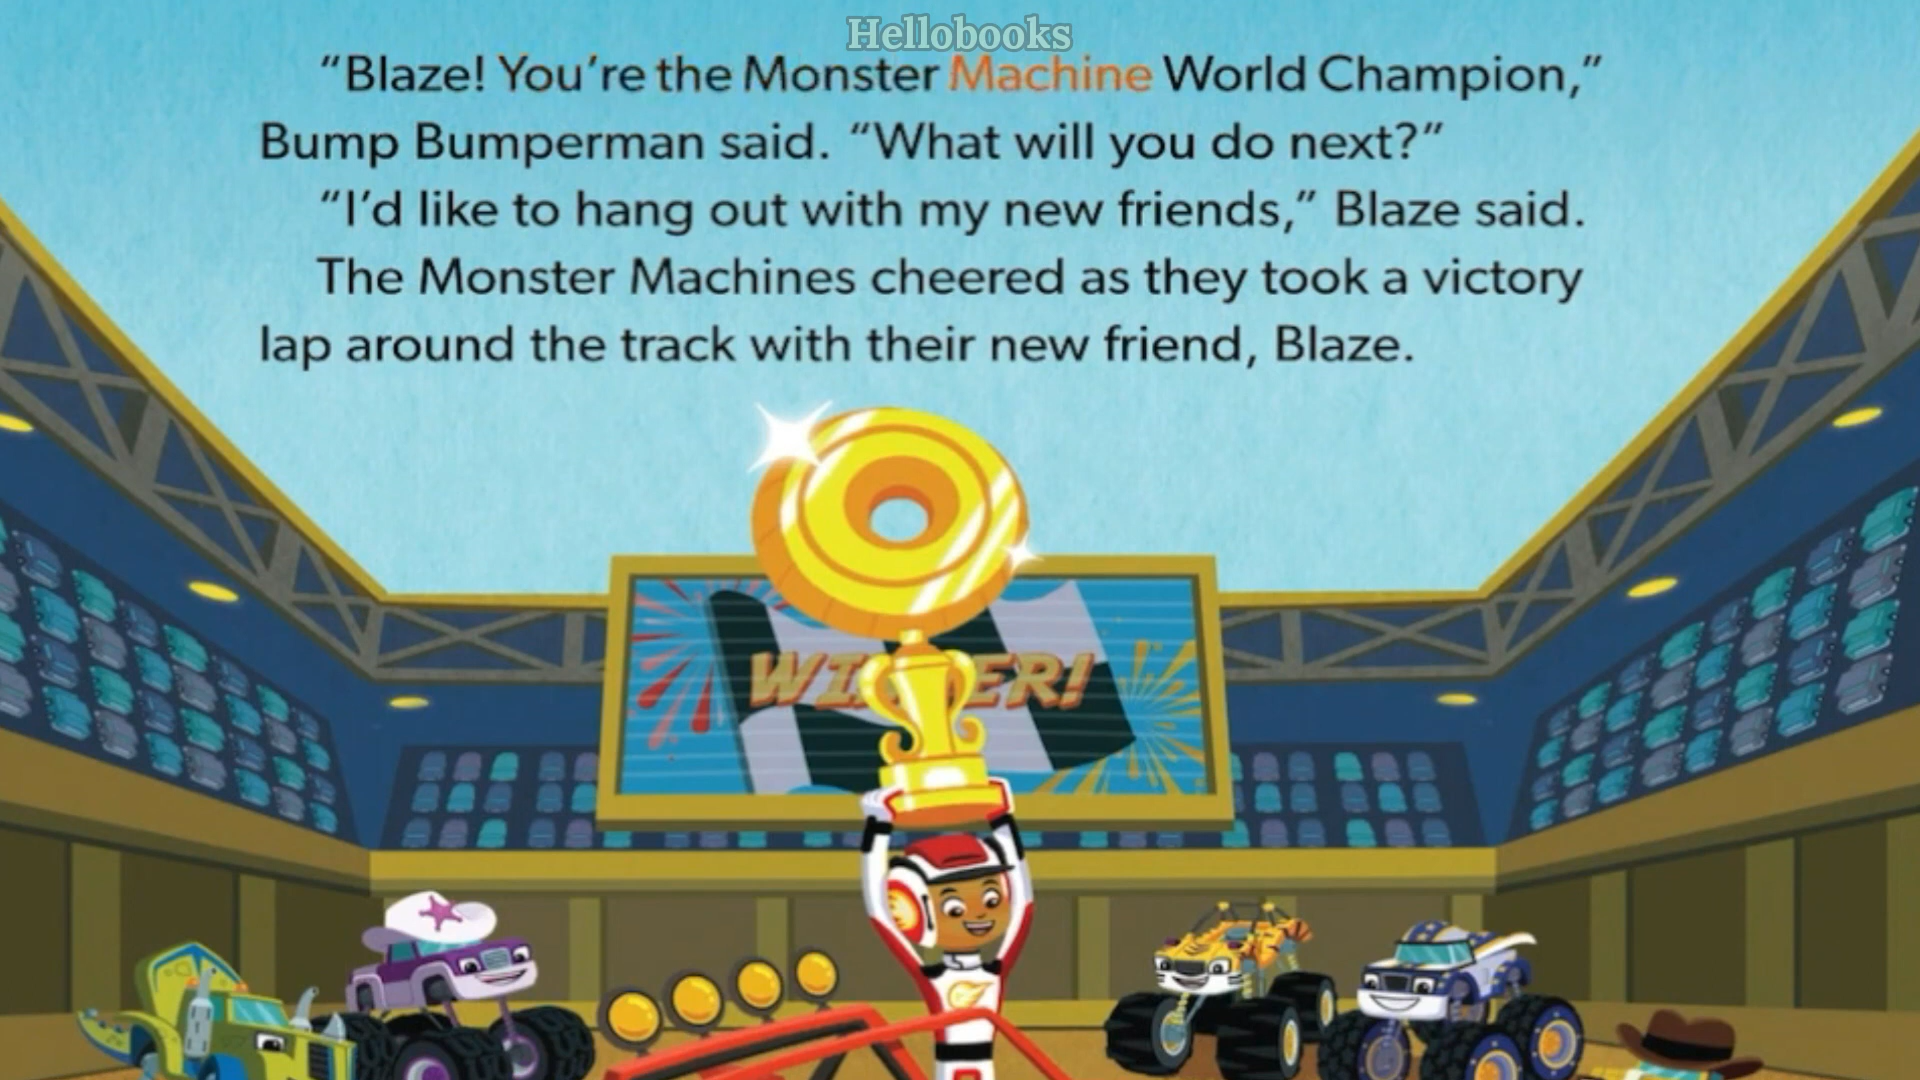 Hellobooks
“Blaze! You’re the Monster Machine World Champion,”
Bump Bumperman said. “What will you do next?”
“I’d like to hang out with my new friends,” Blaze said.
The Monster Machines cheered as they took a victory
lap around the track with their new friend, Blaze.